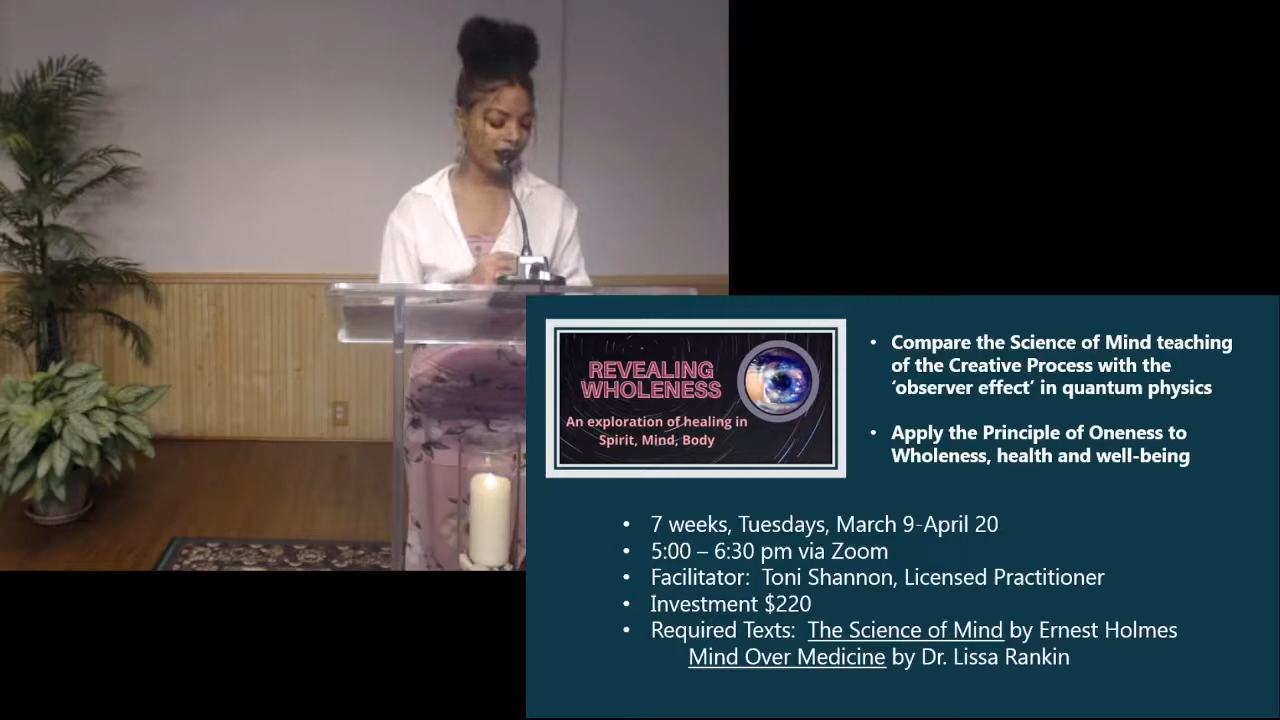 REVEALING
WHOLENESS
An exploration of healing in
Spirit, Mind, Body
• Compare the Science of Mind teaching
of the Creative Process with the
‘observer effect’ in quantum physics
• Apply the Principle of Oneness to
Wholeness, health and well-being
• 7 weeks, Tuesdays, March 9-April 20
• 5:00 – 6:30 pm via Zoom
• Facilitator: Toni Shannon, Licensed Practitioner
• Investment $220
• Required Texts: The Science of Mind by Ernest Holmes
Mind Over Medicine by Dr. Lissa Rankin